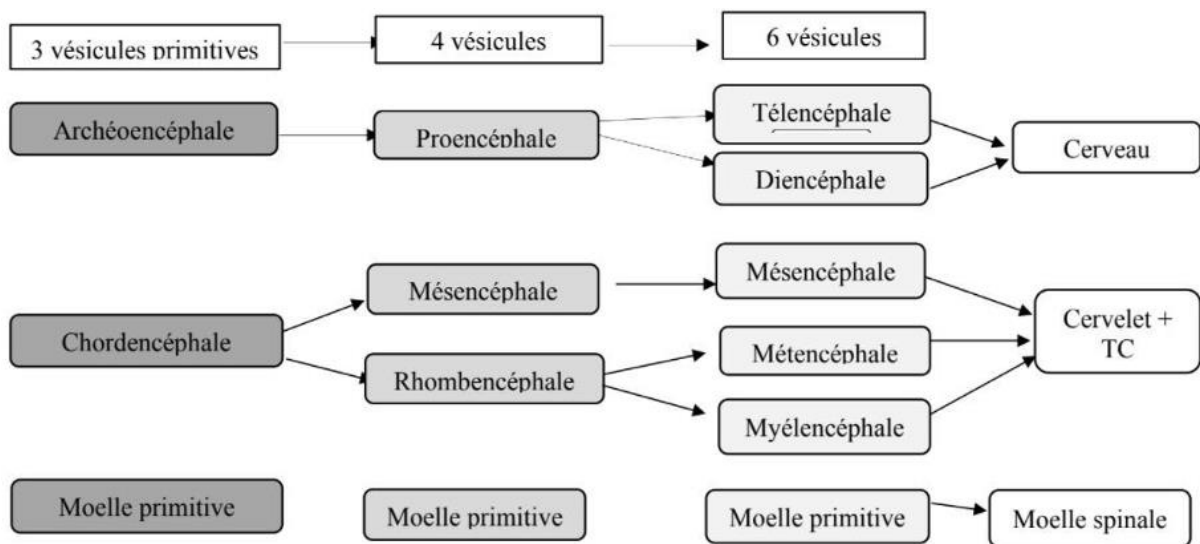 3 vésicules primitives
4 vésicules
6 vésicules
Archéoencéphale
Proencéphale
Télencéphale
Diencéphale
Cerveau
Chordencéphale
Mésencéphale
Rhombencéphale
Mésencéphale
Métencéphale
Myélencéphale
Cervelet +
TC
Moelle primitive
Moelle primitive
Moelle primitive
Moelle spinale